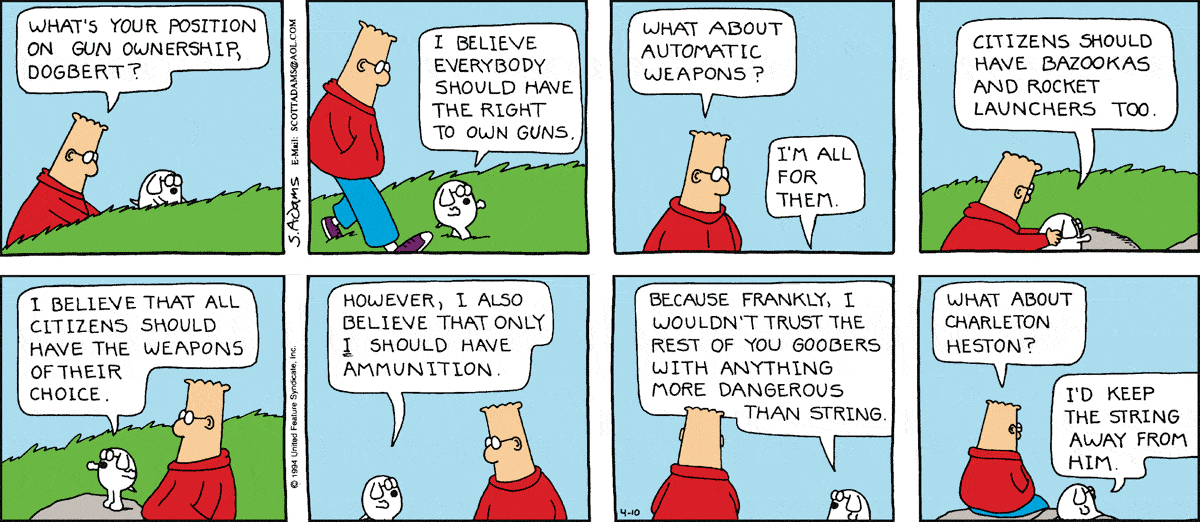 WHAT'S YOUR POSITION
ON GUN OWNERSHIP,
DOGBERT?
S.ADAMS E-Mail: SCOTTADAMS@AOL.COM
I BELIEVE
EVERYBODY
SHOULD HAVE
THE RIGHT
TO OWN GUNS.
WHAT ABOUT
AUTOMATIC
WEAPONS?
I'M ALL
FOR
THEM.
CITIZENS SHOULD
HAVE BAZOOKAS
AND ROCKET
LAUNCHERS TOO.
I BELIEVE THAT ALL
CITIZENS SHOULD
HAVE THE WEAPONS
OF THEIR
CHOICE.
© 1994 United Feature Syndicate, Inc.
HOWEVER, I ALSO
BELIEVE THAT ONLY
I SHOULD HAVE
AMMUNITION.
BECAUSE FRANKLY, I
WOULDN'T TRUST THE
REST OF YOU GOOBERS
WITH ANYTHING
MORE DANGEROUS
THAN STRING.
4-10
WHAT ABOUT
CHARLETON
HESTON?
I'D KEEP
THE STRING
AWAY FROM
HIM.